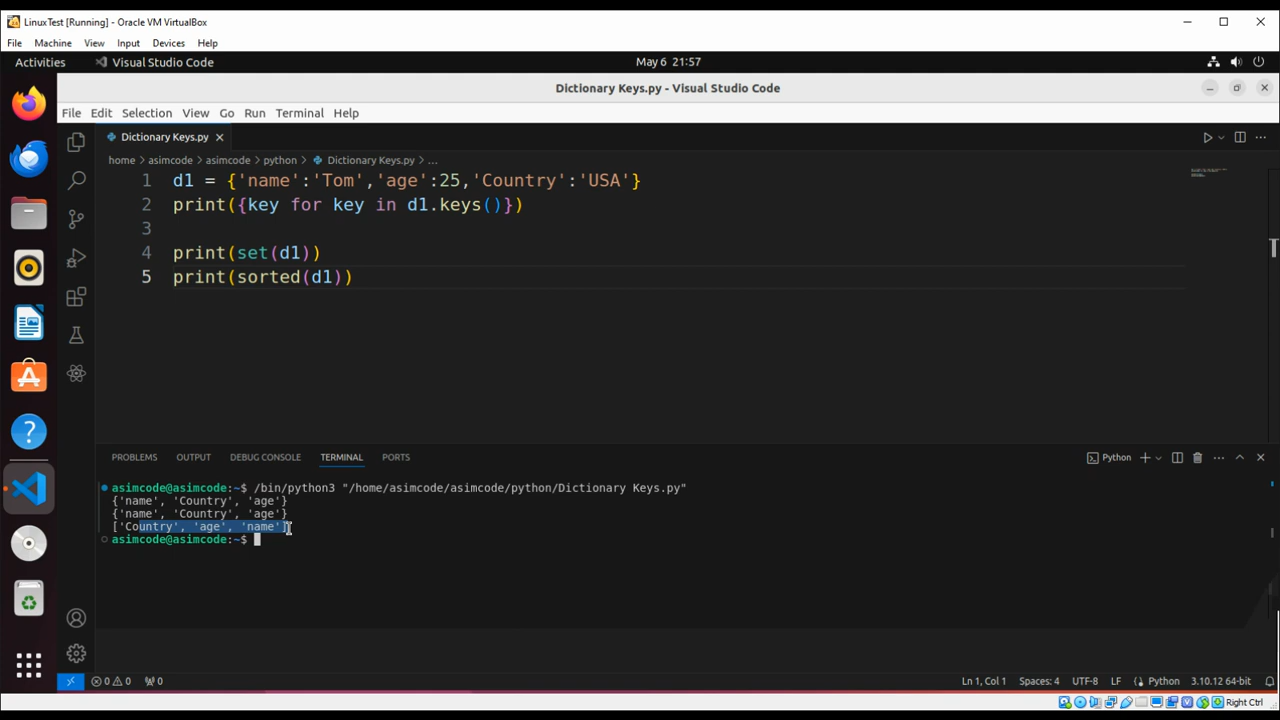 LinuxTest [Running] - Oracle VM VirtualBox
File Machine View Input Devices Help
Activities Visual Studio Code May 6 21:57
Dictionary Keys.py - Visual Studio Code
File Edit Selection View Go Run Terminal Help
Dictionary Keys.py
home > asimcode > asimcode > python > Dictionary Keys.py > ...
1 d1 = {'name':'Tom','age':25,'Country':'USA'}
2 print({key for key in d1.keys()})
3
4 print(set(d1))
5 print(sorted(d1))
PROBLEMS OUTPUT DEBUG CONSOLE TERMINAL PORTS Python
asimcode@asimcode:~$ /bin/python3 "/home/asimcode/asimcode/python/Dictionary Keys.py"
{'name', 'Country', 'age'}
{'name', 'Country', 'age'}
['Country', 'age', 'name']
asimcode@asimcode:~$
0 0 0 Ln 1, Col 1 Spaces: 4 UTF-8 LF Python 3.10.12 64-bit
Right Ctrl